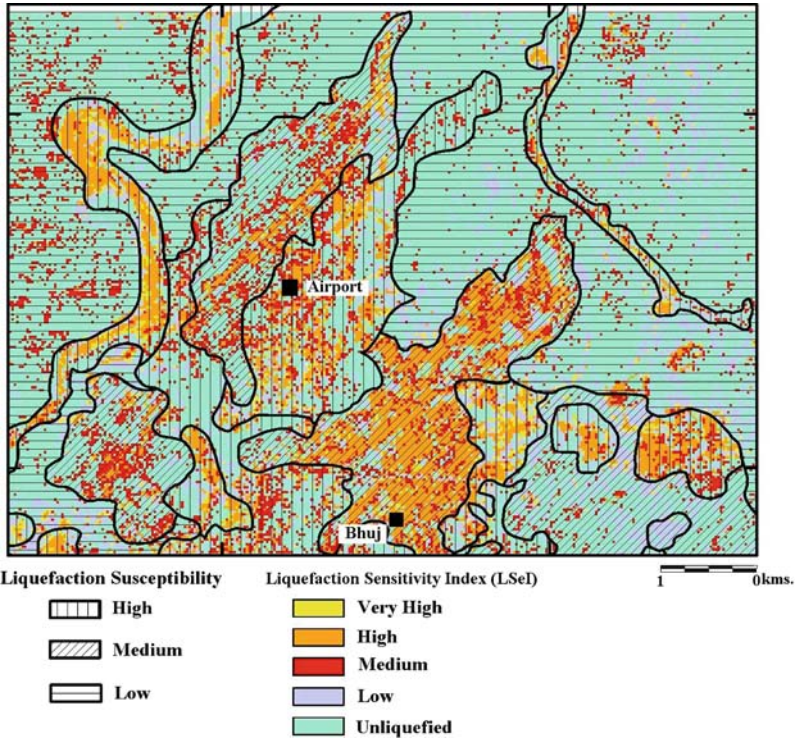 Airport
Bhuj
Liquefaction Susceptibility
High
Medium
Low
Liquefaction Sensitivity Index (LSeI)
Very High
High
Medium
Low
Unliquefied
1 0kms.